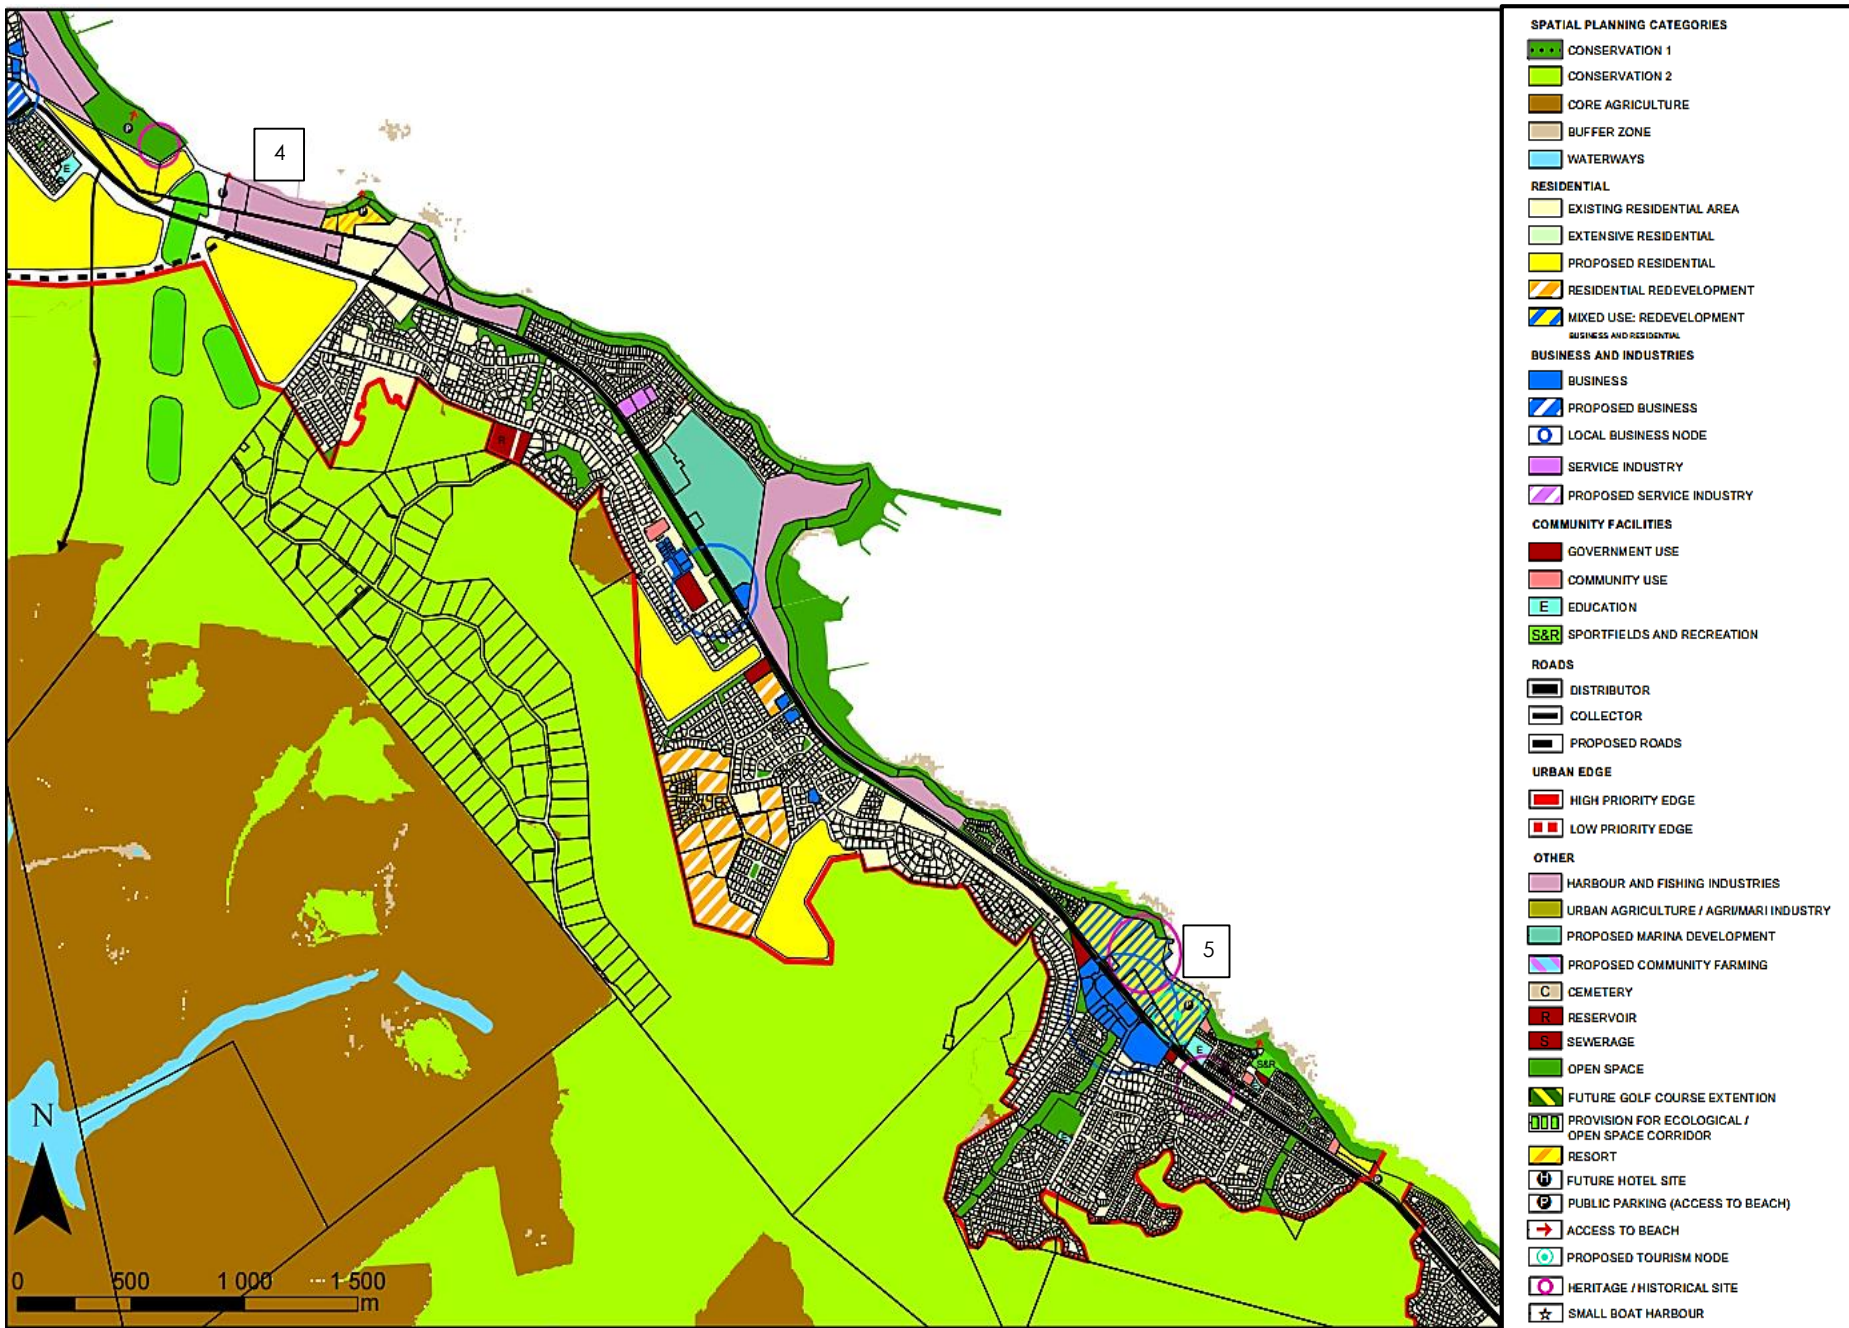 4
5
E
R
E
S&R
N
0 500 1 000 1 500
m
SPATIAL PLANNING CATEGORIES
CONSERVATION 1
CONSERVATION 2
CORE AGRICULTURE
BUFFER ZONE
WATERWAYS
RESIDENTIAL
EXISTING RESIDENTIAL AREA
EXTENSIVE RESIDENTIAL
PROPOSED RESIDENTIAL
RESIDENTIAL REDEVELOPMENT
MIXED USE: REDEVELOPMENT
BUSINESS AND RESIDENTIAL
BUSINESS AND INDUSTRIES
BUSINESS
PROPOSED BUSINESS
LOCAL BUSINESS NODE
SERVICE INDUSTRY
PROPOSED SERVICE INDUSTRY
COMMUNITY FACILITIES
GOVERNMENT USE
COMMUNITY USE
E EDUCATION
S&R SPORTFIELDS AND RECREATION
ROADS
DISTRIBUTOR
COLLECTOR
PROPOSED ROADS
URBAN EDGE
HIGH PRIORITY EDGE
LOW PRIORITY EDGE
OTHER
HARBOUR AND FISHING INDUSTRIES
URBAN AGRICULTURE / AGRI/MARI INDUSTRY
PROPOSED MARINA DEVELOPMENT
PROPOSED COMMUNITY FARMING
C CEMETERY
R RESERVOIR
S SEWERAGE
OPEN SPACE
FUTURE GOLF COURSE EXTENTION
PROVISION FOR ECOLOGICAL /
OPEN SPACE CORRIDOR
RESORT
H FUTURE HOTEL SITE
P PUBLIC PARKING (ACCESS TO BEACH)
ACCESS TO BEACH
PROPOSED TOURISM NODE
HERITAGE / HISTORICAL SITE
SMALL BOAT HARBOUR